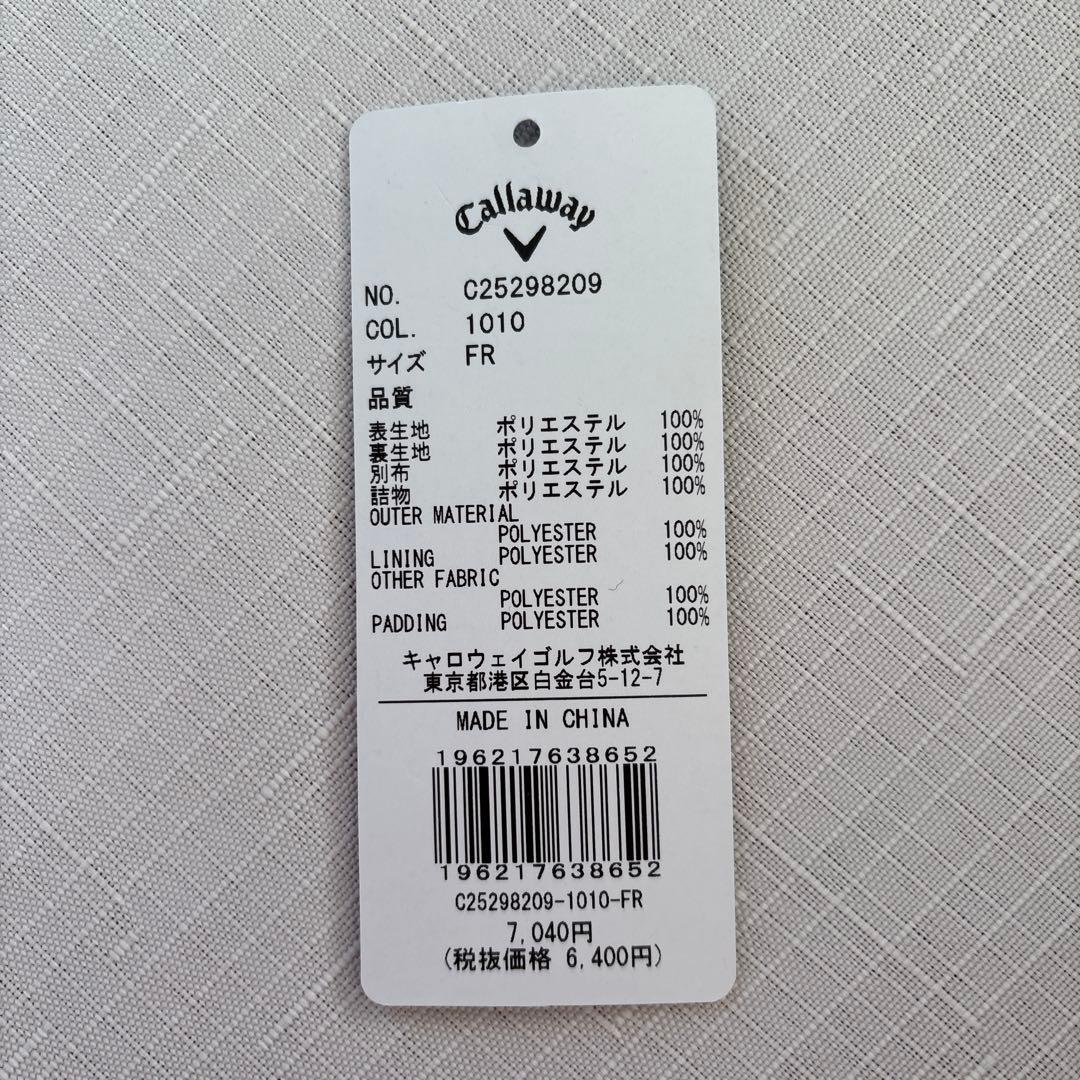 Callaway
NO. C25298209
COL. 1010
サイズ FR
品質
表生地 ポリエステル 100%
裏生地 ポリエステル 100%
別布 ポリエステル 100%
詰物 ポリエステル 100%
OUTER MATERIAL
POLYESTER 100%
LINING POLYESTER 100%
OTHER FABRIC
POLYESTER 100%
PADDING POLYESTER 100%
キャロウェイゴルフ株式会社
東京都港区白金台5-12-7
MADE IN CHINA
196217638652
196217638652
C25298209-1010-FR
7,040円
(税抜価格 6,400円)